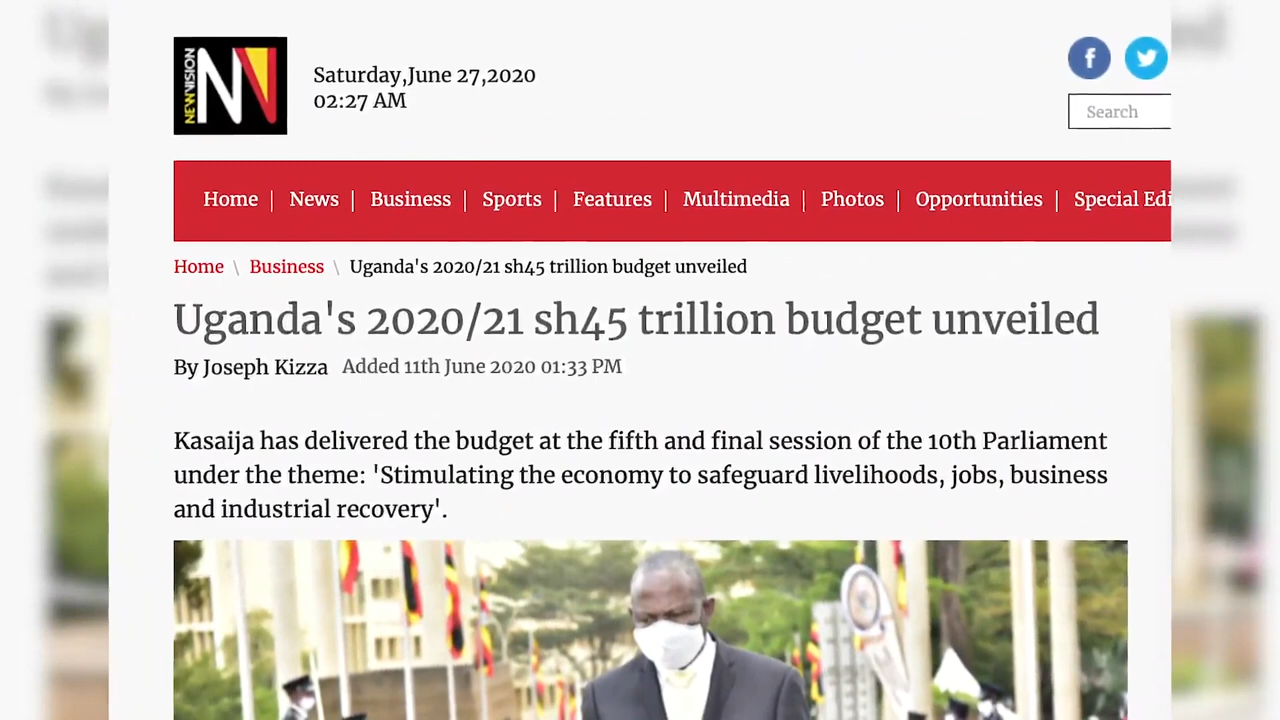 NEW VISION
N
Saturday,June 27,2020
02:27 AM
f
Search
Home | News | Business | Sports | Features | Multimedia | Photos | Opportunities | Special Edi
Home \ Business \ Uganda's 2020/21 sh45 trillion budget unveiled
Uganda's 2020/21 sh45 trillion budget unveiled
By Joseph Kizza Added 11th June 2020 01:33 PM
Kasaija has delivered the budget at the fifth and final session of the 10th Parliament
under the theme: 'Stimulating the economy to safeguard livelihoods, jobs, business
and industrial recovery'.